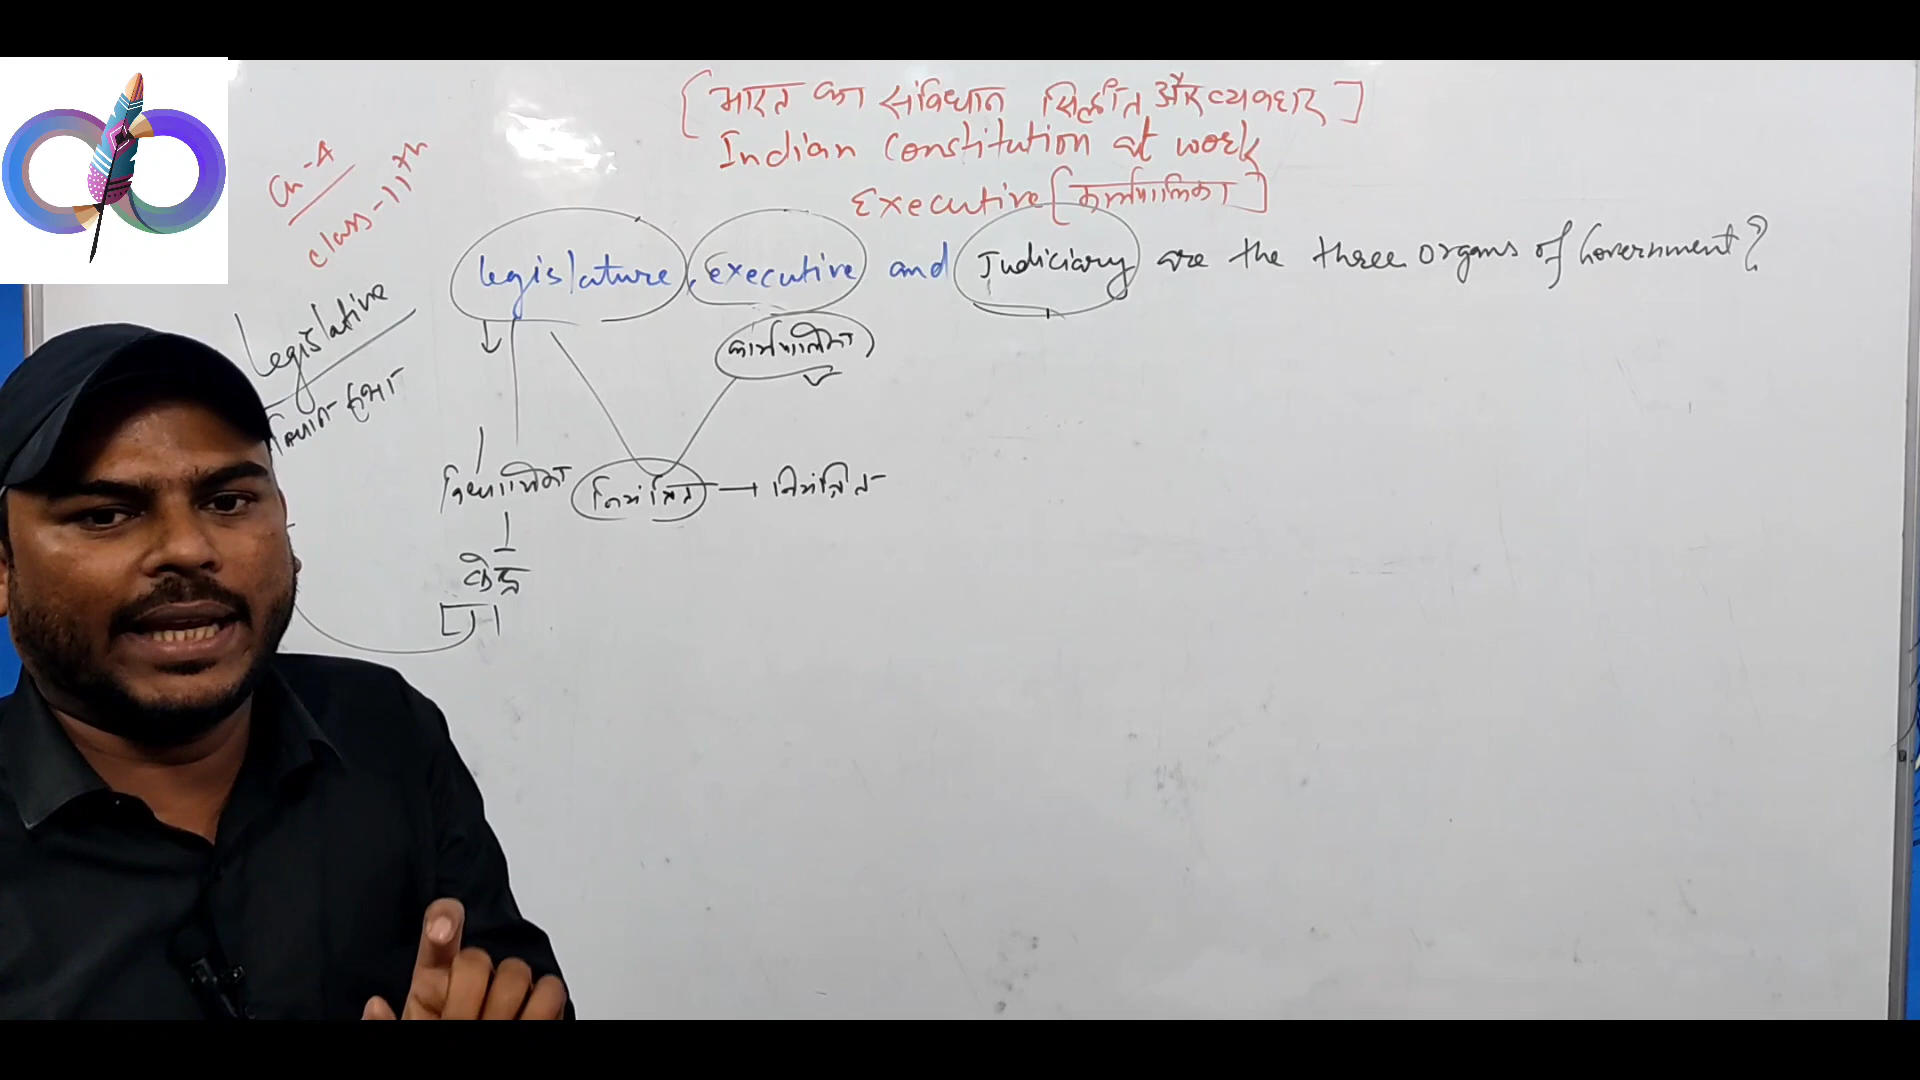 [भारत का संविधान सिद्धांत और व्यवहार]
Indian Constitution at work
Executive [कार्यपालिका]
Ch-4
class-11th
legislature, Executive and Judiciary are the three organs of Government?
Legislative
विधान सभा
कार्यपालिका
विधायिका नियंत्रित → नियंत्रित
केंद्र